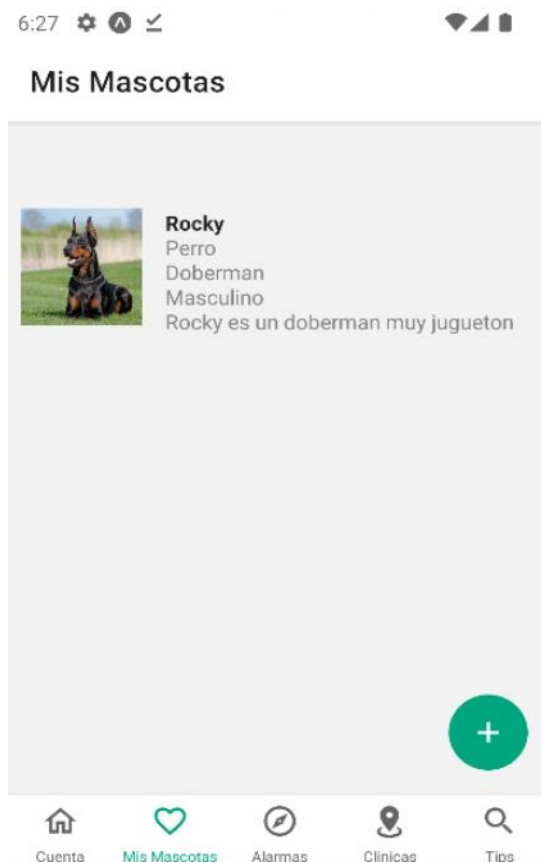 6:27
Mis Mascotas
Rocky
Perro
Doberman
Masculino
Rocky es un doberman muy jugueton
Cuenta
Mis Mascotas
Alarmas
Clinicas
Tips